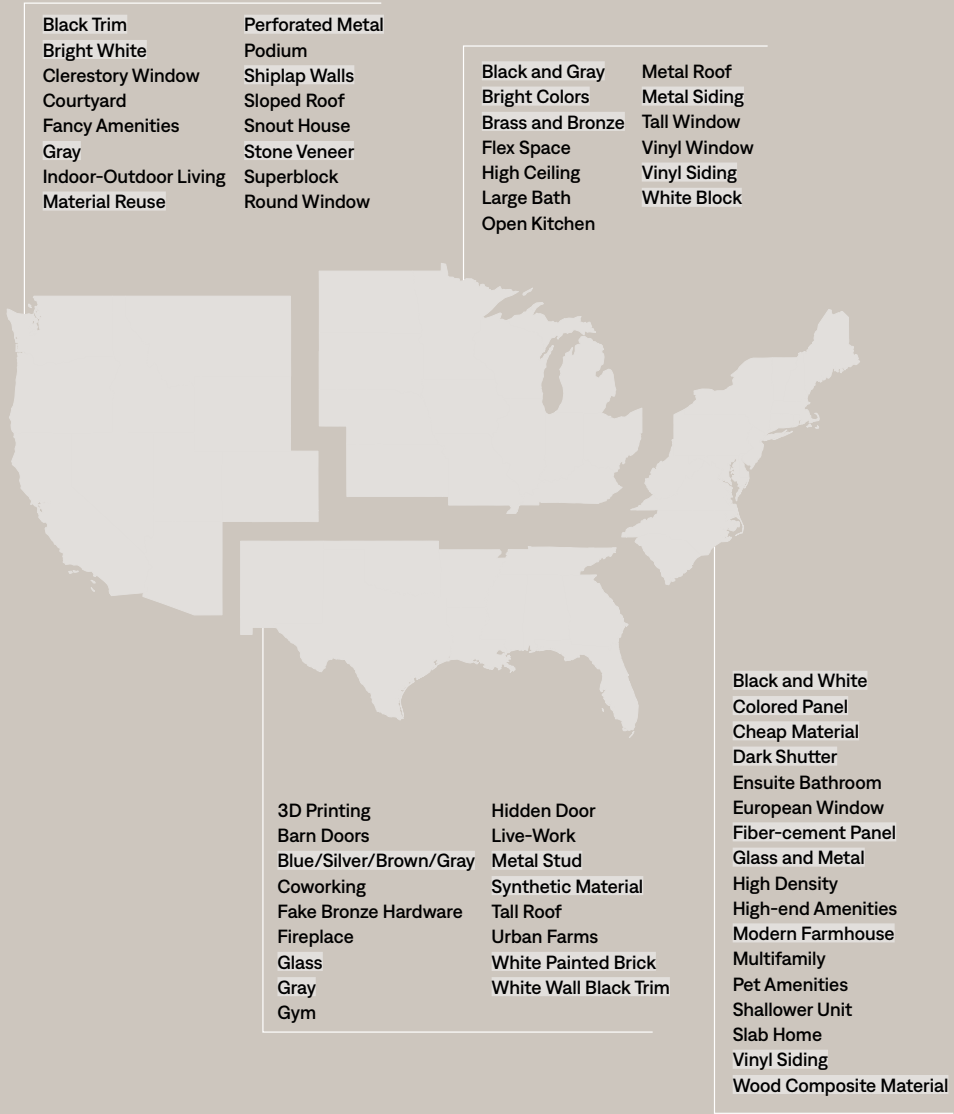 Black Trim
Bright White
Clerestory Window
Courtyard
Fancy Amenities
Gray
Indoor-Outdoor Living
Material Reuse
Perforated Metal
Podium
Shiplap Walls
Sloped Roof
Snout House
Stone Veneer
Superblock
Round Window
Black and Gray
Bright Colors
Brass and Bronze
Flex Space
High Ceiling
Large Bath
Open Kitchen
Metal Roof
Metal Siding
Tall Window
Vinyl Window
Vinyl Siding
White Block
3D Printing
Barn Doors
Blue/Silver/Brown/Gray
Coworking
Fake Bronze Hardware
Fireplace
Glass
Gray
Gym
Hidden Door
Live-Work
Metal Stud
Synthetic Material
Tall Roof
Urban Farms
White Painted Brick
White Wall Black Trim
Black and White
Colored Panel
Cheap Material
Dark Shutter
Ensuite Bathroom
European Window
Fiber-cement Panel
Glass and Metal
High Density
High-end Amenities
Modern Farmhouse
Multifamily
Pet Amenities
Shallower Unit
Slab Home
Vinyl Siding
Wood Composite Material